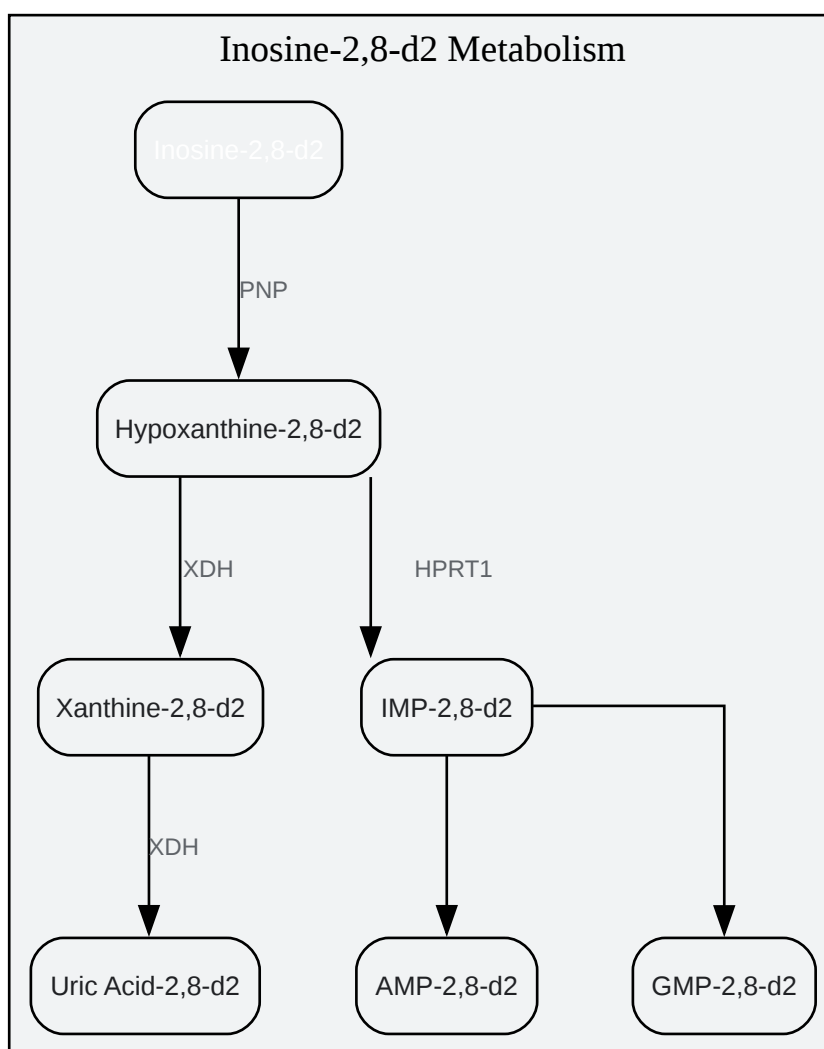 Inosine-2,8-d2 Metabolism
Inosine-2,8-d2
PNP
Hypoxanthine-2,8-d2
XDH
HPRT1
Xanthine-2,8-d2
IMP-2,8-d2
XDH
Uric Acid-2,8-d2
AMP-2,8-d2
GMP-2,8-d2